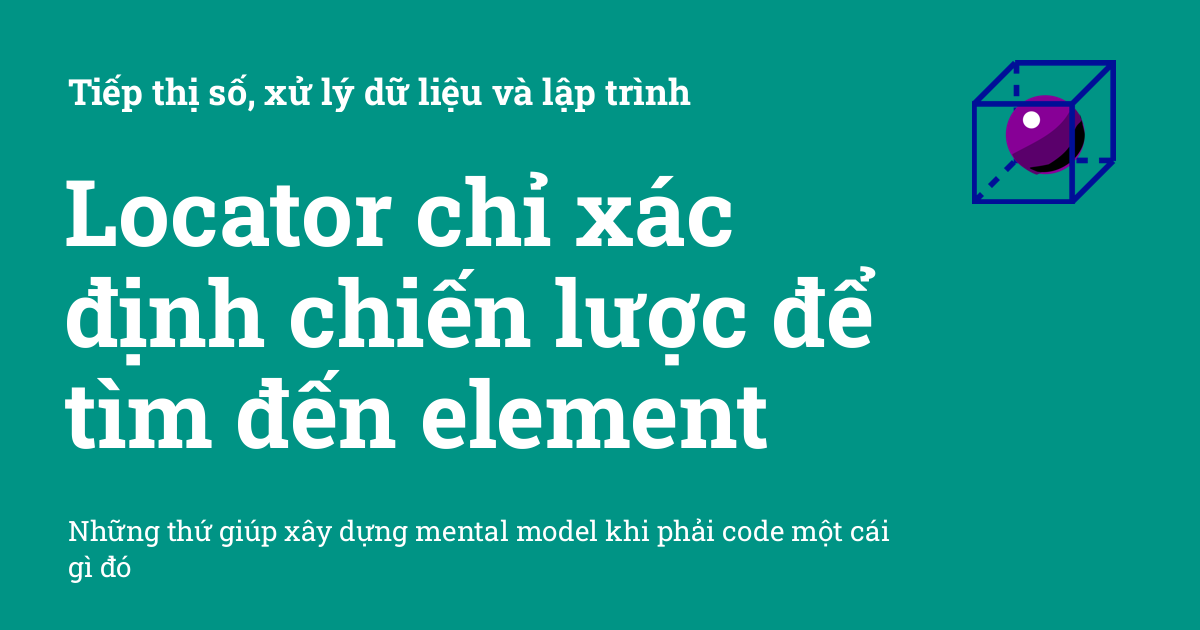 Tiếp thị số, xử lý dữ liệu và lập trình
Locator chỉ xác
định chiến lược để
tìm đến element
Những thứ giúp xây dựng mental model khi phải code một cái
gì đó